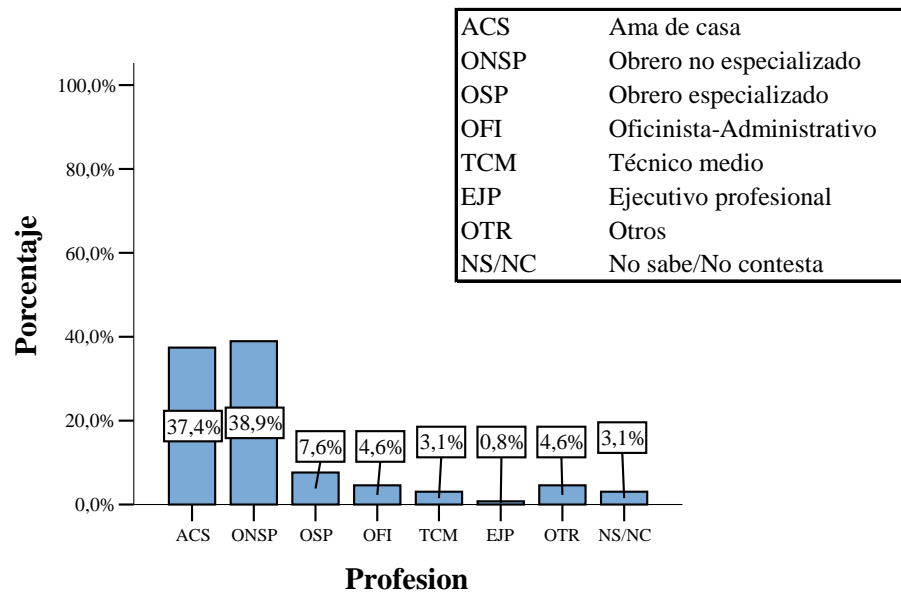 ACS Ama de casa
ONSP Obrero no especializado
OSP Obrero especializado
OFI Oficinista-Administrativo
TCM Técnico medio
EJP Ejecutivo profesional
OTR Otros
NS/NC No sabe/No contesta
100,0%
80,0%
60,0%
40,0%
20,0%
0,0%
Porcentaje
37,4% 38,9% 7,6% 4,6% 3,1% 0,8% 4,6% 3,1%
ACS ONSP OSP OFI TCM EJP OTR NS/NC
Profesion